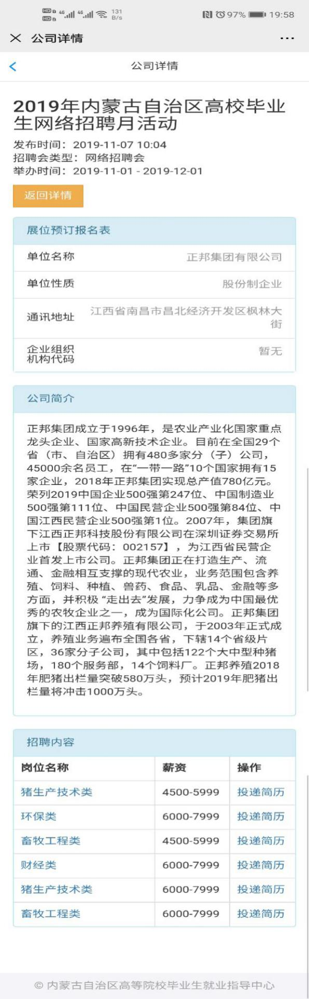 HD 4G 4G 131 B/s 97% 19:58
HD
公司详情 ...
公司详情
2019年内蒙古自治区高校毕业
生网络招聘月活动
发布时间：2019-11-07 10:04
招聘会类型：网络招聘会
举办时间：2019-11-01 - 2019-12-01
返回详情
展位预订报名表
单位名称 正邦集团有限公司
单位性质 股份制企业
通讯地址 江西省南昌市昌北经济开发区枫林大
街
企业组织
机构代码 暂无
公司简介
正邦集团成立于1996年，是农业产业化国家重点
龙头企业、国家高新技术企业。目前在全国29个
省（市、自治区）拥有480多家分（子）公司，
45000余名员工，在“一带一路”10个国家拥有15
家企业，2018年正邦集团实现总产值780亿元。
荣列2019中国企业500强第247位、中国制造业
500强第111位、中国民营企业500强第84位、中
国江西民营企业500强第1位。2007年，集团旗
下江西正邦科技股份有限公司在深圳证券交易所
上市【股票代码：002157】，为江西省民营企
业首发上市公司。正邦集团正在打造生产、流
通、金融相互支撑的现代农业，业务范围包含养
殖、饲料、种植、兽药、食品、乳品、金融等多
方面，并积极 “走出去”发展，力争成为中国最优
秀的农牧企业之一，成为国际化公司。正邦集团
旗下的江西正邦养殖有限公司，于2003年正式成
立，养殖业务遍布全国各省，下辖14个省级片
区，36家分子公司，其中包括122个大中型种猪
场，180个服务部，14个饲料厂。正邦养殖2018
年肥猪出栏量突破580万头，预计2019年肥猪出
栏量将冲击1000万头。
招聘内容
岗位名称 薪资 操作
猪生产技术类 4500-5999 投递简历
环保类 6000-7999 投递简历
畜牧工程类 4500-5999 投递简历
财经类 6000-7999 投递简历
猪生产技术类 6000-7999 投递简历
畜牧工程类 6000-7999 投递简历
© 内蒙古自治区高等院校毕业生就业指导中心